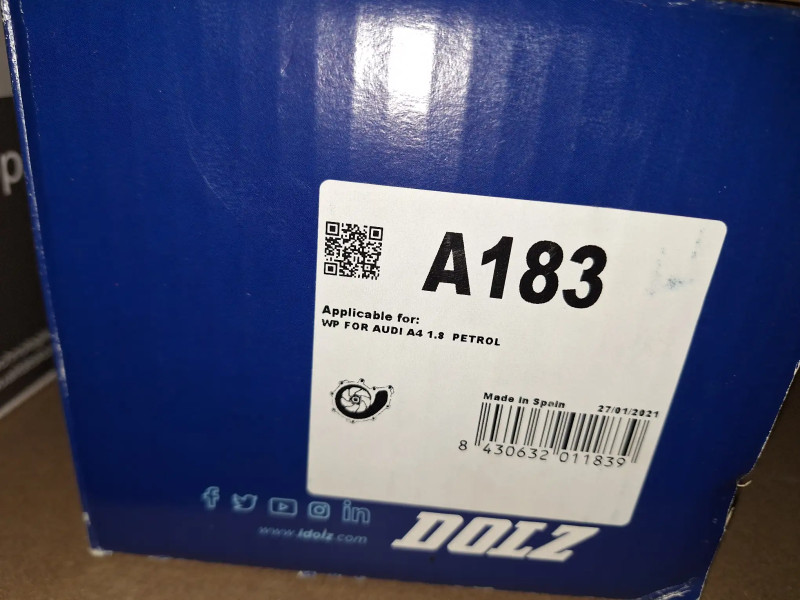 A183
Applicable for:
WP FOR AUDI A4 1.8 PETROL
Made in Spain 27/01/2021
8 430632 011839
www.idolz.com
DOLZ